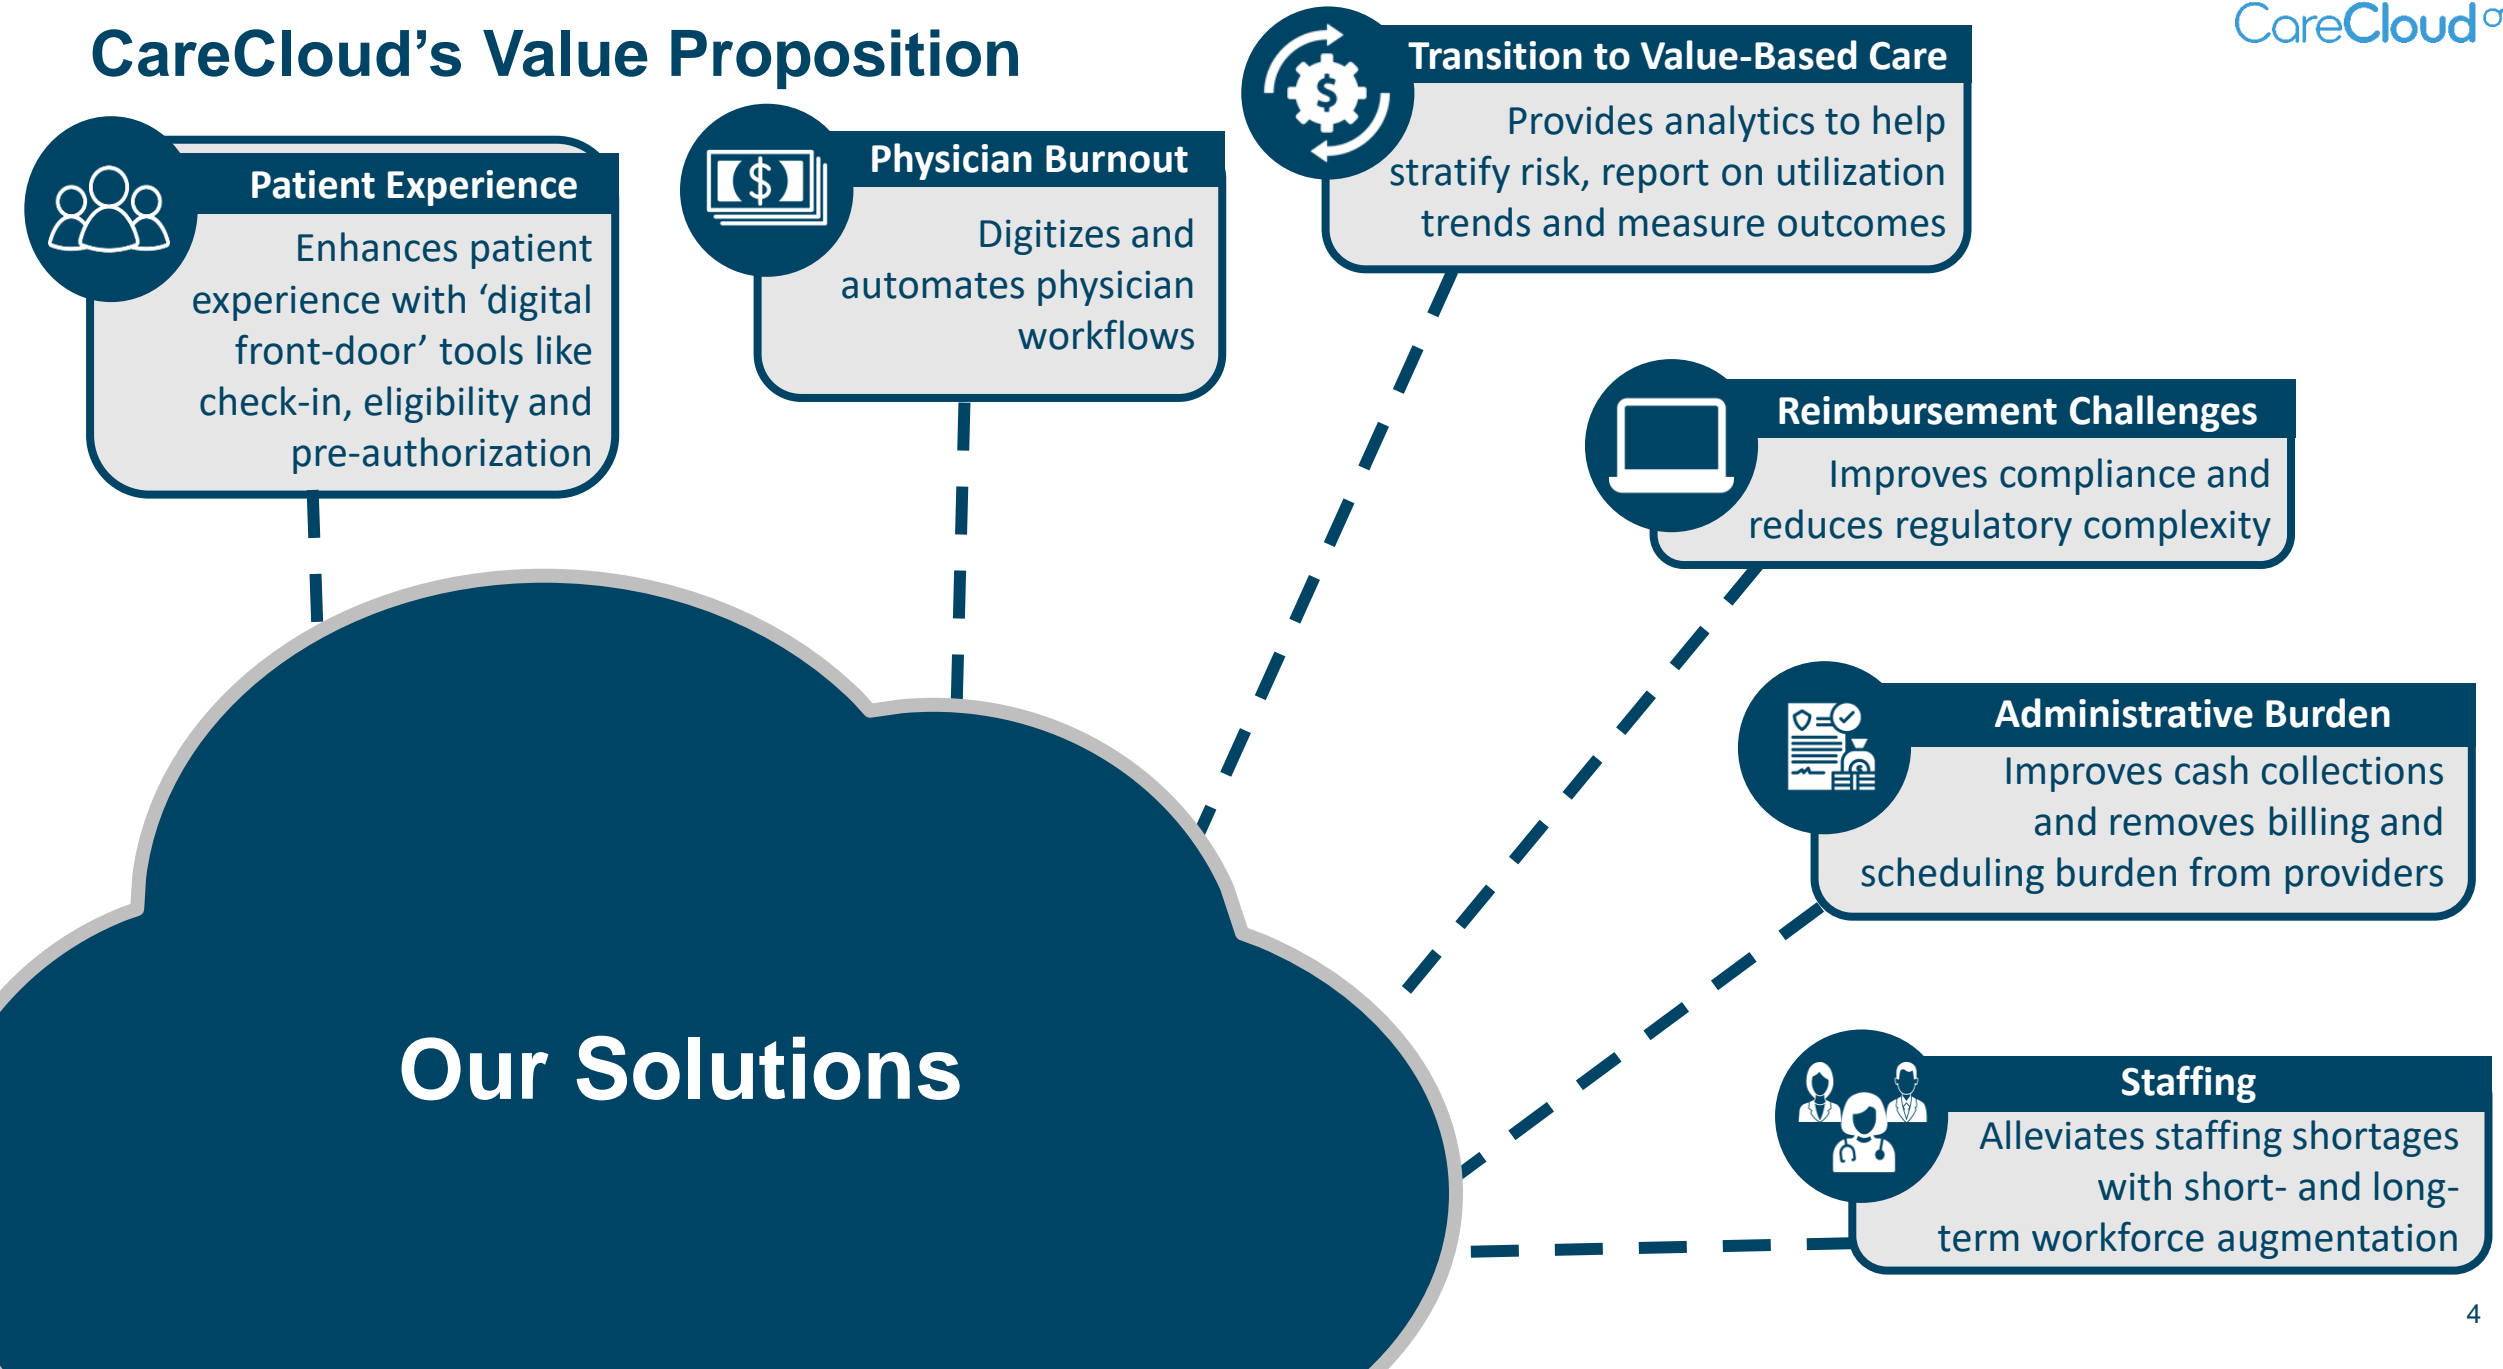 CareCloud’s Value Proposition
CareCloud
Patient Experience
Enhances patient
experience with ‘digital
front-door’ tools like
check-in, eligibility and
pre-authorization
Physician Burnout
Digitizes and
automates physician
workflows
Transition to Value-Based Care
Provides analytics to help
stratify risk, report on utilization
trends and measure outcomes
Reimbursement Challenges
Improves compliance and
reduces regulatory complexity
Administrative Burden
Improves cash collections
and removes billing and
scheduling burden from providers
Staffing
Alleviates staffing shortages
with short- and long-
term workforce augmentation
Our Solutions
4